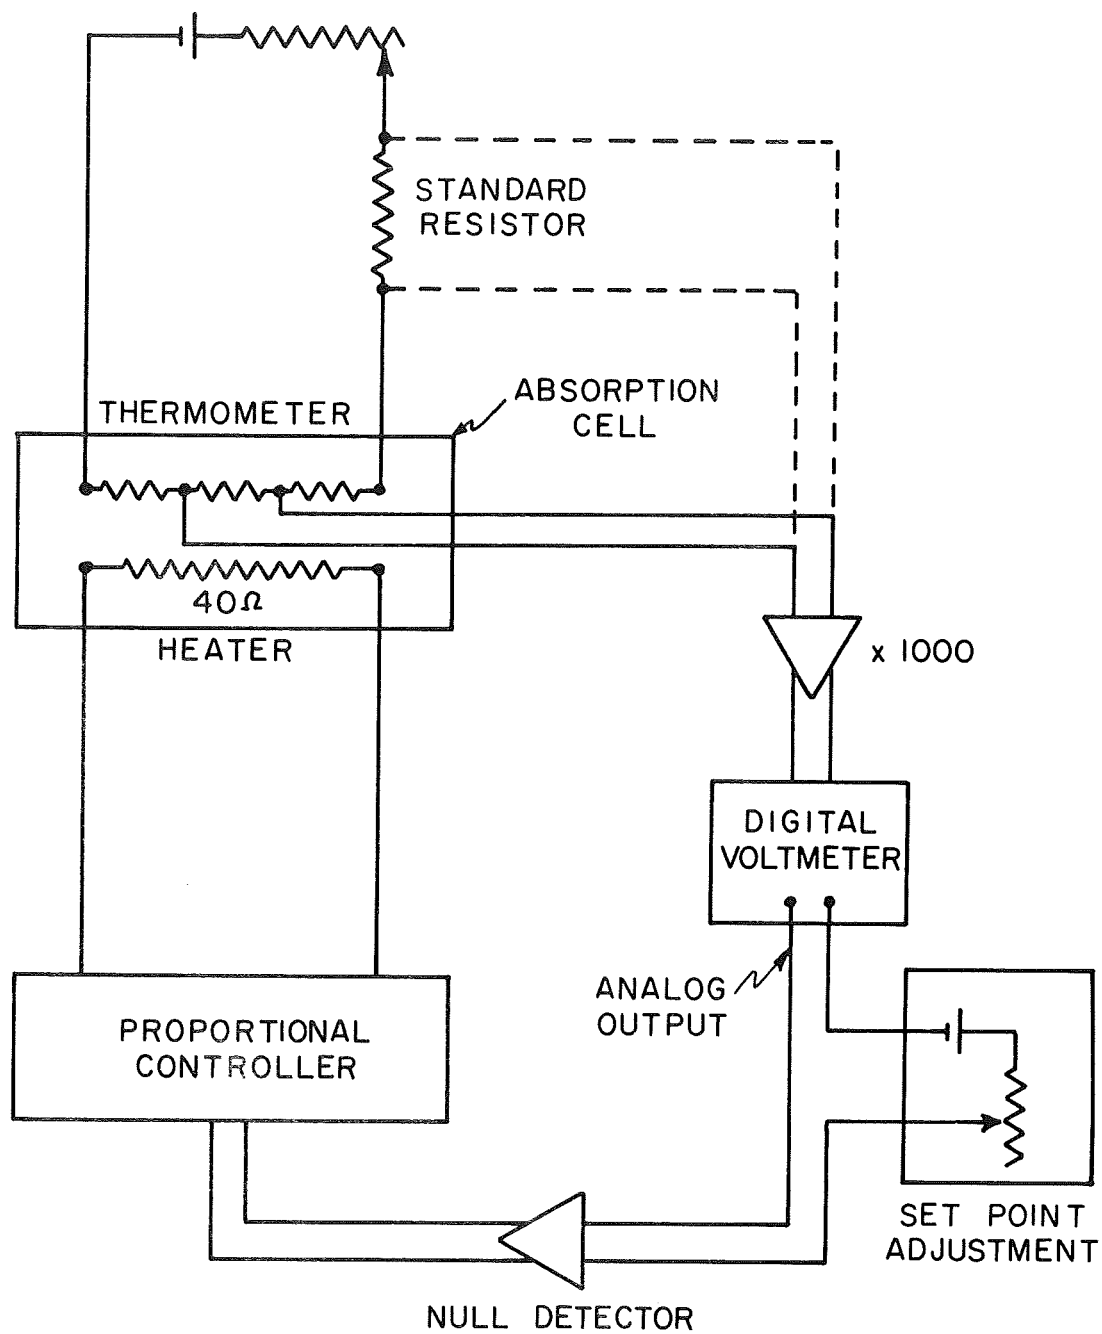 STANDARD
RESISTOR
ABSORPTION
CELL
THERMOMETER
40Ω
HEATER
x 1000
DIGITAL
VOLTMETER
ANALOG
OUTPUT
PROPORTIONAL
CONTROLLER
SET POINT
ADJUSTMENT
NULL DETECTOR